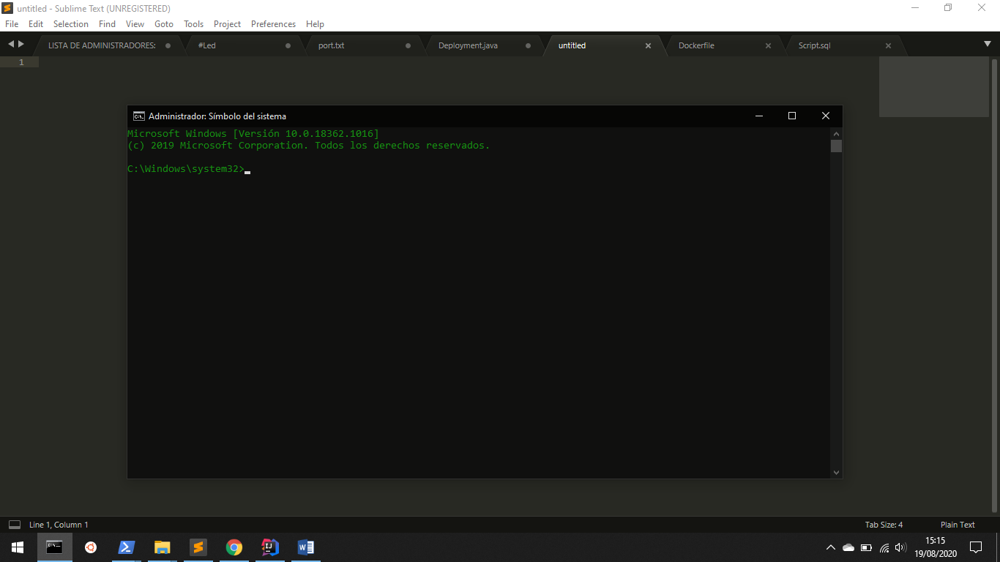 untitled - Sublime Text (UNREGISTERED)
File Edit Selection Find View Goto Tools Project Preferences Help
LISTA DE ADMINISTRADORES: #Led port.txt Deployment.java untitled Dockerfile Script.sql
1
Administrador: Símbolo del sistema
Microsoft Windows [Versión 10.0.18362.1016]
(c) 2019 Microsoft Corporation. Todos los derechos reservados.
C:\Windows\system32>
Line 1, Column 1 Tab Size: 4 Plain Text
15:15
19/08/2020